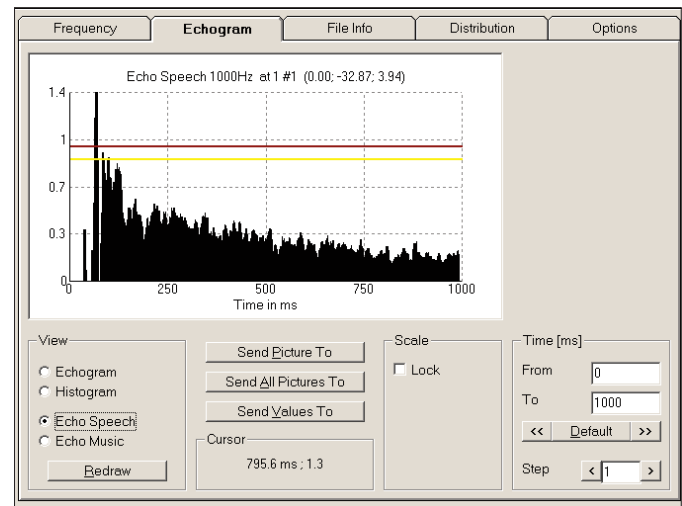 Frequency Echogram File Info Distribution Options
Echo Speech 1000Hz at 1 #1 (0.00; -32.87; 3.94)
1.4
1
0.7
0.3
0
0 250 500 750 1000
Time in ms
View
Echogram
Histogram
Echo Speech
Echo Music
Redraw
Send Picture To
Send All Pictures To
Send Values To
Cursor
795.6 ms ; 1.3
Scale
Lock
Time [ms]
From 0
To 1000
<< Default >>
Step < 1 >